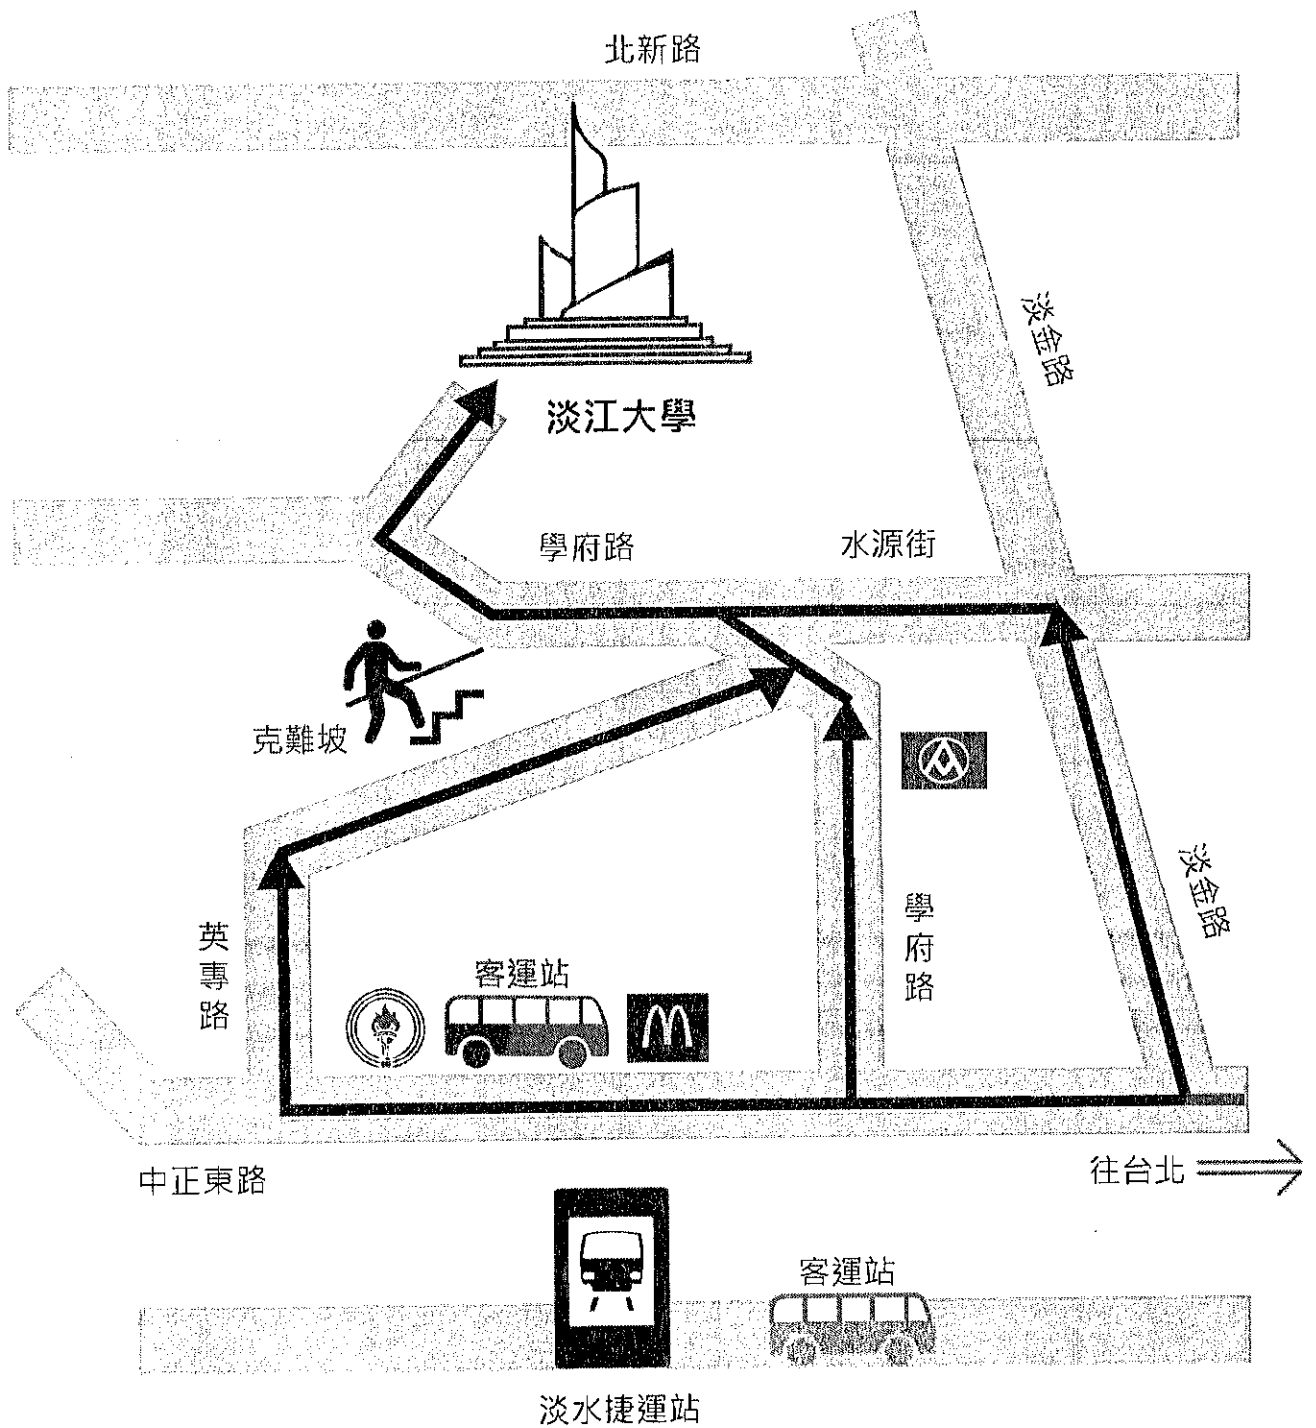 北新路
淡金路
淡江大學
學府路
水源街
克難坡
淡金路
英專路
學府路
客運站
中正東路
往台北
客運站
淡水捷運站